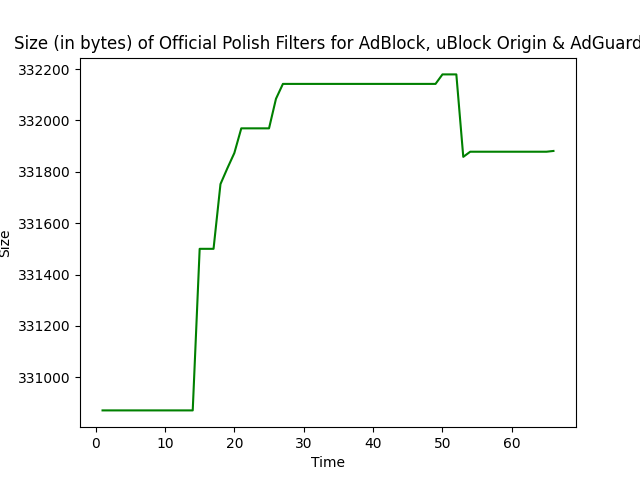 Size (in bytes) of Official Polish Filters for AdBlock, uBlock Origin & AdGuard
332200
332000
331800
331600
331400
331200
331000
Size
0 10 20 30 40 50 60
Time